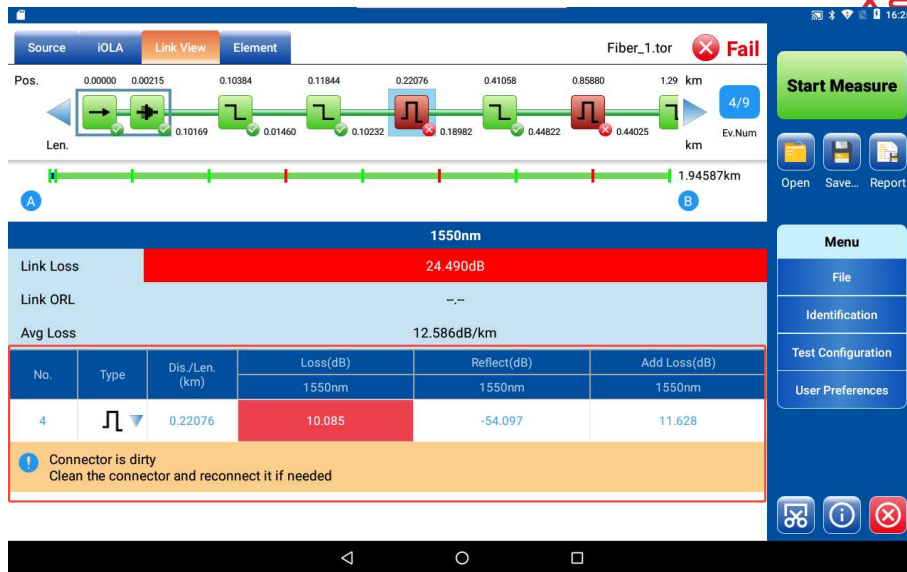 16:25
Source iOLA Link View Element Fiber_1.tor Fail
Pos. 0.00000 0.00215 0.10384 0.11844 0.22076 0.41058 0.85880 1.29 km
4/9
0.10169 0.01460 0.10232 0.18982 0.44822 0.44025 Ev.Num
Len. km
1.94587km
A B
1550nm
Link Loss 24.490dB
Link ORL --.--
Avg Loss 12.586dB/km
No. Type Dis./Len. (km) Loss(dB) Reflect(dB) Add Loss(dB)
1550nm 1550nm 1550nm
4 0.22076 10.085 -54.097 11.628
Connector is dirty
Clean the connector and reconnect it if needed
Start Measure
Open Save... Report
Menu
File
Identification
Test Configuration
User Preferences